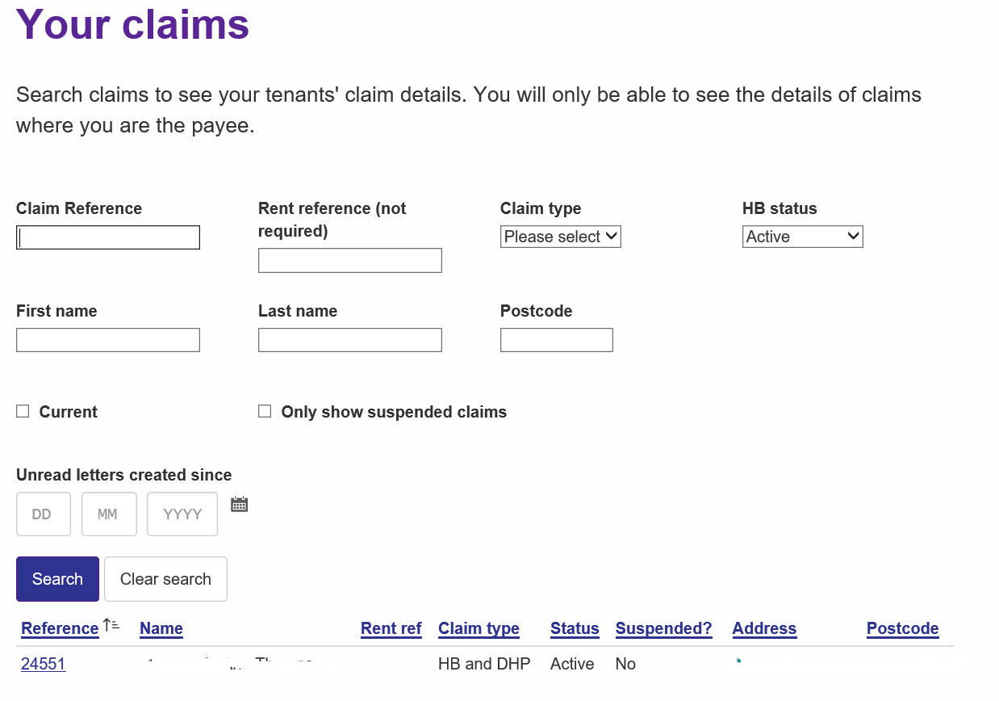 Your claims
Search claims to see your tenants' claim details. You will only be able to see the details of claims
where you are the payee.
Claim Reference
Rent reference (not
required)
Claim type
HB status
Please select
Active
First name
Last name
Postcode
Current
Only show suspended claims
Unread letters created since
DD
MM
YYYY
Search
Clear search
Reference Name Rent ref Claim type Status Suspended? Address Postcode
24551 HB and DHP Active No